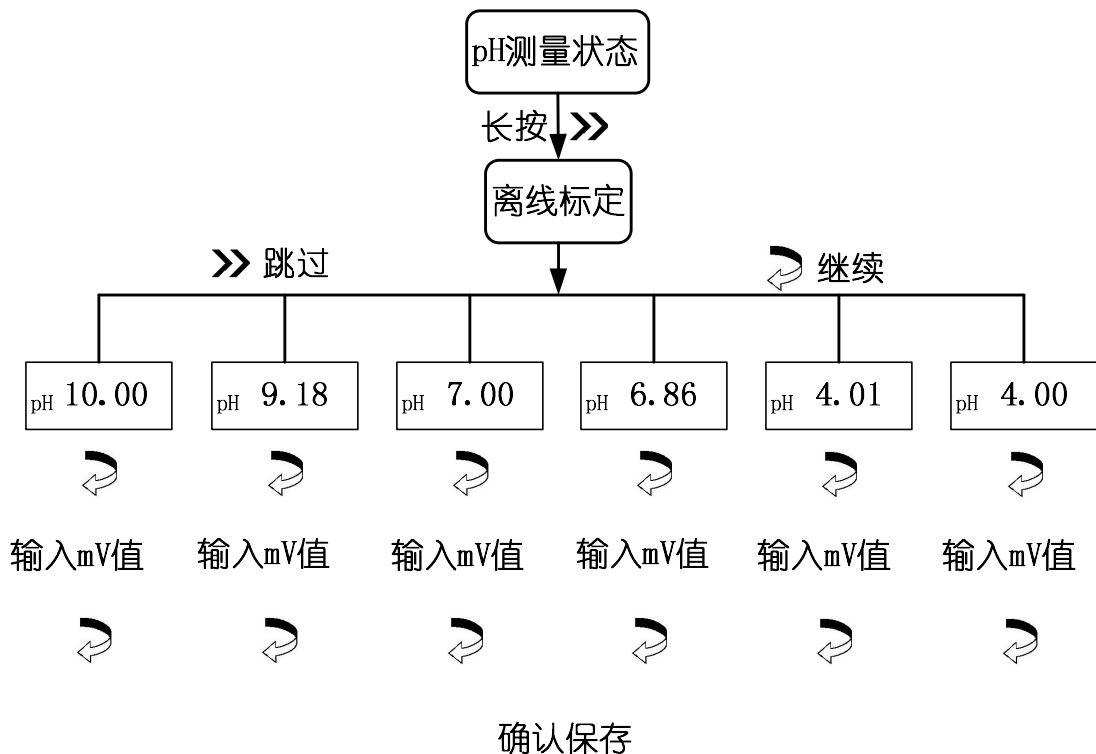 pH测量状态
长按
离线标定
跳过
继续
pH 10.00
pH 9.18
pH 7.00
pH 6.86
pH 4.01
pH 4.00
输入mV值
输入mV值
输入mV值
输入mV值
输入mV值
输入mV值
确认保存